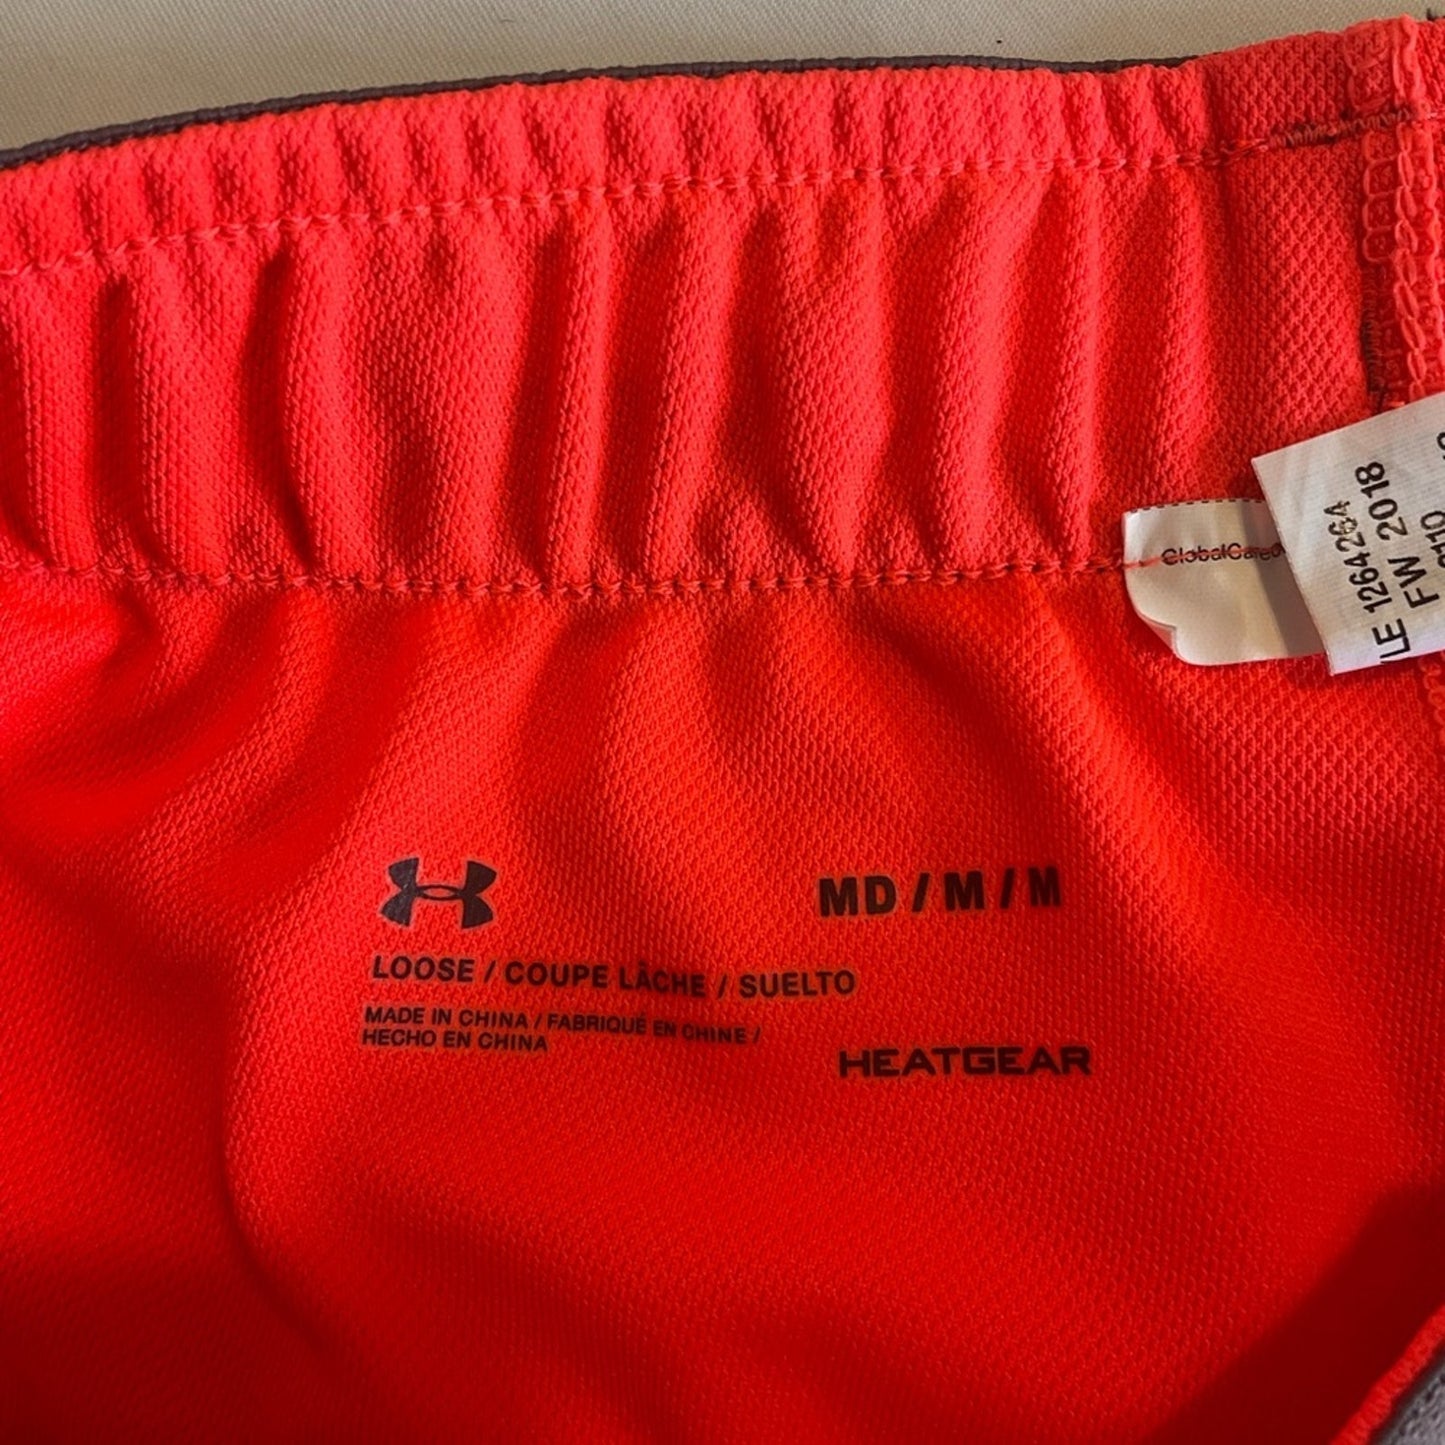 MD / M / M
LOOSE / COUPE LÂCHE / SUELTO
MADE IN CHINA / FABRIQUÉ EN CHINE /
HECHO EN CHINA
HEATGEAR
1264264
FW 2018